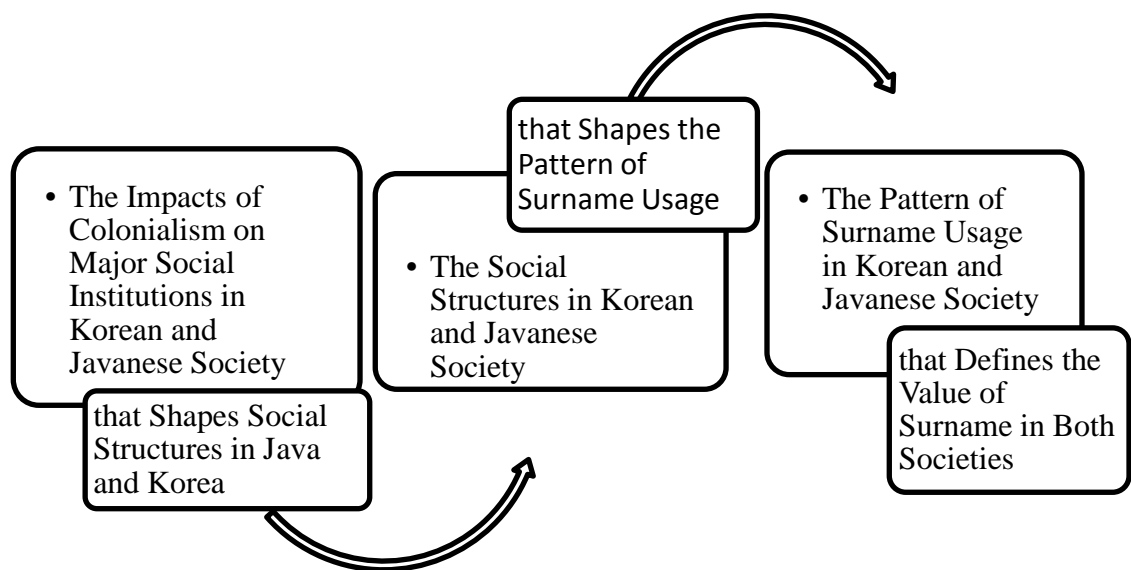 • The Impacts of
Colonialism on
Major Social
Institutions in
Korean and
Javanese Society
that Shapes Social
Structures in Java
and Korea
that Shapes the
Pattern of
Surname Usage
• The Social
Structures in Korean
and Javanese
Society
• The Pattern of
Surname Usage
in Korean and
Javanese Society
that Defines the
Value of
Surname in Both
Societies